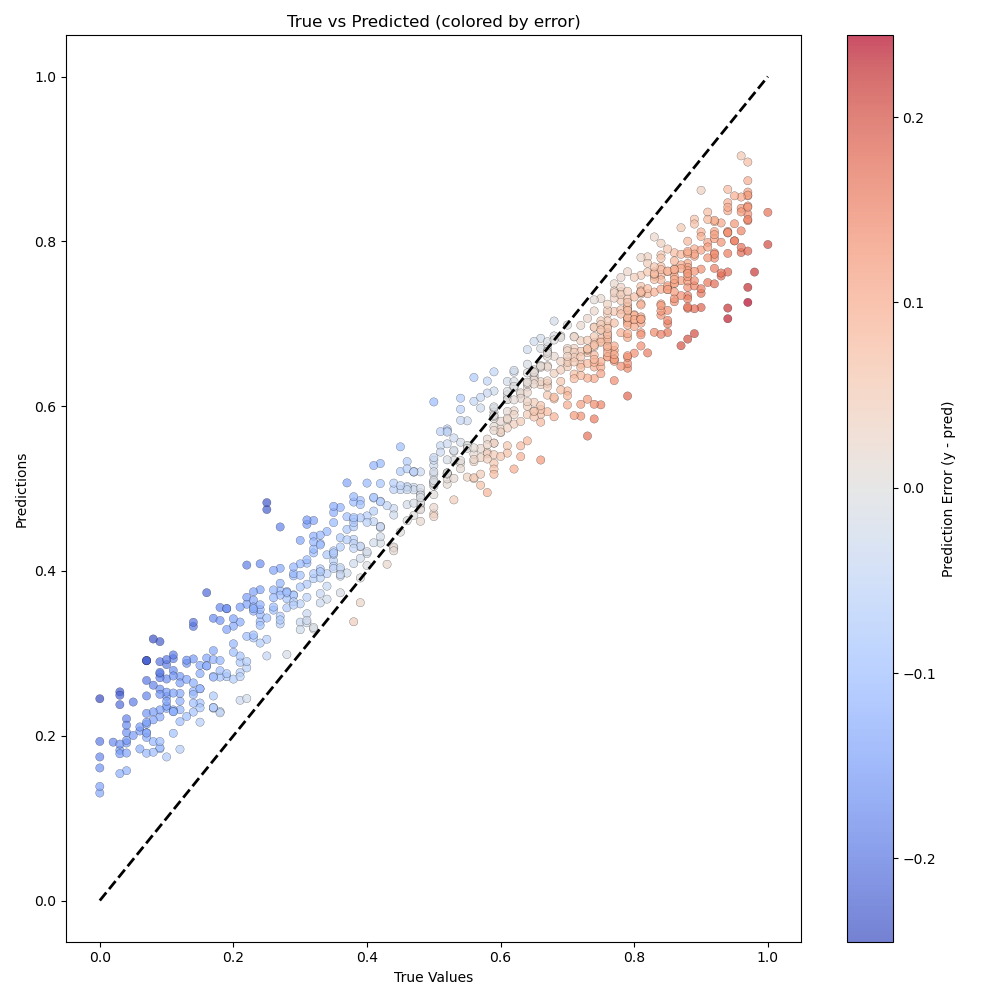 True vs Predicted (colored by error)
1.0
0.8
0.6
0.4
0.2
0.0
Predictions
0.0 0.2 0.4 0.6 0.8 1.0
True Values
0.2
0.1
0.0
−0.1
−0.2
Prediction Error (y - pred)